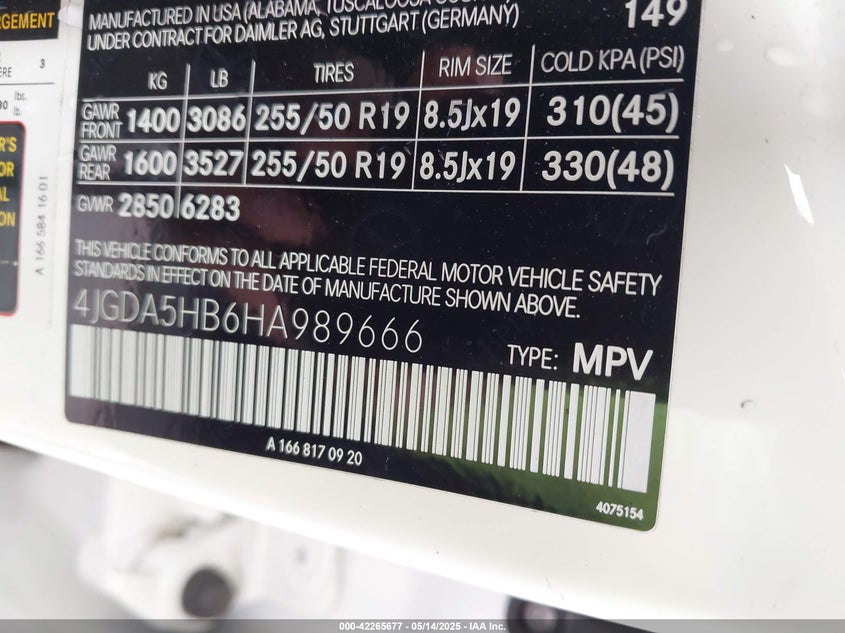 RGEMENT
3
lbs.
lb.
A 166 584 16 01
MANUFACTURED IN USA (ALABAMA, TUSCALOOSA
149
UNDER CONTRACT FOR DAIMLER AG, STUTTGART (GERMANY)
KG LB TIRES RIM SIZE COLD KPA (PSI)
GAWR FRONT 1400 3086 255/50 R19 8.5Jx19 310(45)
GAWR REAR 1600 3527 255/50 R19 8.5Jx19 330(48)
GVWR 2850 6283
THIS VEHICLE CONFORMS TO ALL APPLICABLE FEDERAL MOTOR VEHICLE SAFETY
STANDARDS IN EFFECT ON THE DATE OF MANUFACTURE SHOWN ABOVE.
4JGDA5HB6HA989666
TYPE: MPV
A 166 817 09 20
4075154
000-42265677 - 05/14/2025 - IAA Inc.